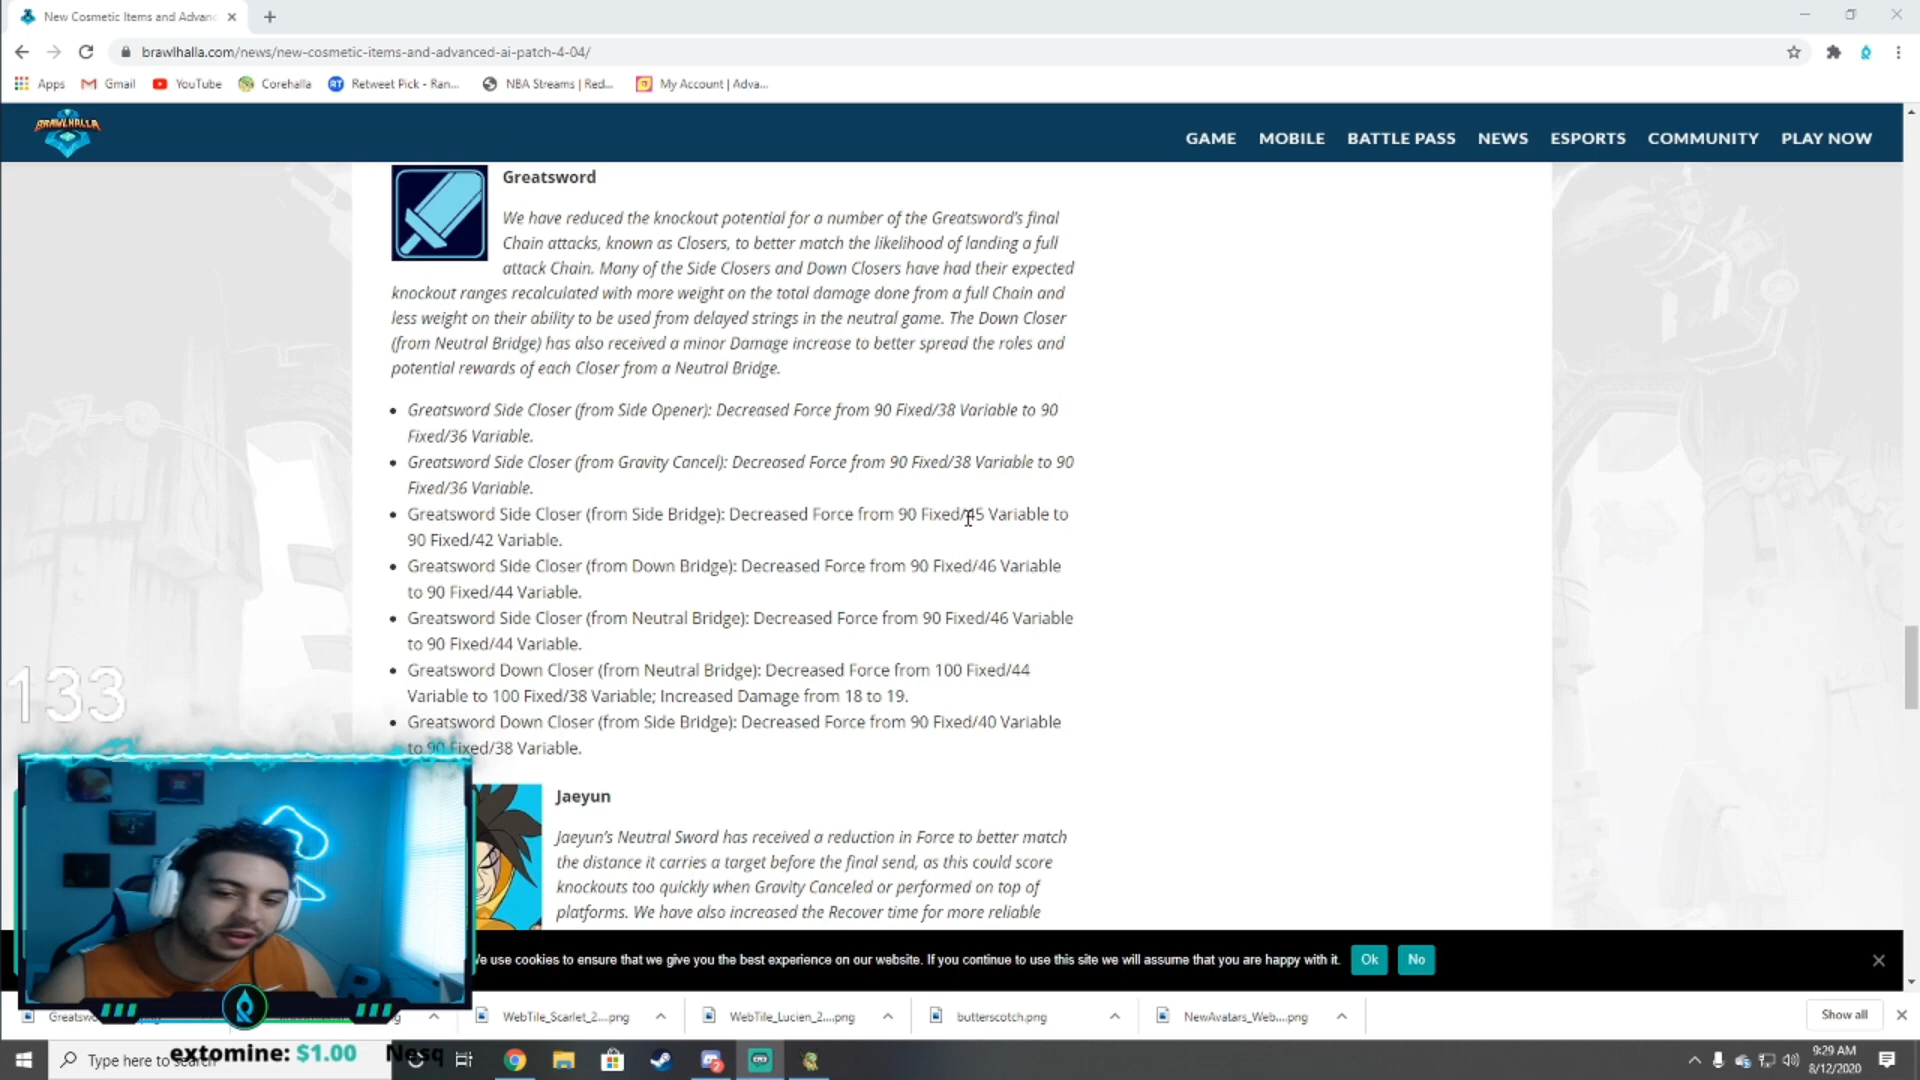 New Cosmetic Items and Advanc
brawlhalla.com/news/new-cosmetic-items-and-advanced-ai-patch-4-04/
Apps Gmail YouTube Corehalla RT Retweet Pick - Ran... NBA Streams | Red... My Account | Adva...
BRAWLHALLA GAME MOBILE BATTLE PASS NEWS ESPORTS COMMUNITY PLAY NOW
Greatsword
We have reduced the knockout potential for a number of the Greatsword's final
Chain attacks, known as Closers, to better match the likelihood of landing a full
attack Chain. Many of the Side Closers and Down Closers have had their expected
knockout ranges recalculated with more weight on the total damage done from a full Chain and
less weight on their ability to be used from delayed strings in the neutral game. The Down Closer
(from Neutral Bridge) has also received a minor Damage increase to better spread the roles and
potential rewards of each Closer from a Neutral Bridge.
• Greatsword Side Closer (from Side Opener): Decreased Force from 90 Fixed/38 Variable to 90
Fixed/36 Variable.
• Greatsword Side Closer (from Gravity Cancel): Decreased Force from 90 Fixed/38 Variable to 90
Fixed/36 Variable.
• Greatsword Side Closer (from Side Bridge): Decreased Force from 90 Fixed/45 Variable to
90 Fixed/42 Variable.
• Greatsword Side Closer (from Down Bridge): Decreased Force from 90 Fixed/46 Variable
to 90 Fixed/44 Variable.
• Greatsword Side Closer (from Neutral Bridge): Decreased Force from 90 Fixed/46 Variable
to 90 Fixed/44 Variable.
• Greatsword Down Closer (from Neutral Bridge): Decreased Force from 100 Fixed/44
Variable to 100 Fixed/38 Variable; Increased Damage from 18 to 19.
• Greatsword Down Closer (from Side Bridge): Decreased Force from 90 Fixed/40 Variable
to 90 Fixed/38 Variable.
133
Jaeyun
Jaeyun's Neutral Sword has received a reduction in Force to better match
the distance it carries a target before the final send, as this could score
knockouts too quickly when Gravity Canceled or performed on top of
platforms. We have also increased the Recover time for more reliable
We use cookies to ensure that we give you the best experience on our website. If you continue to use this site we will assume that you are happy with it. Ok No
WebTile_Scarlet_2....png WebTile_Lucien_2....png butterscotch.png NewAvatars_Web....png Show all
Type here to search
extomine: $1.00 Nesq
9:29 AM
8/12/2020